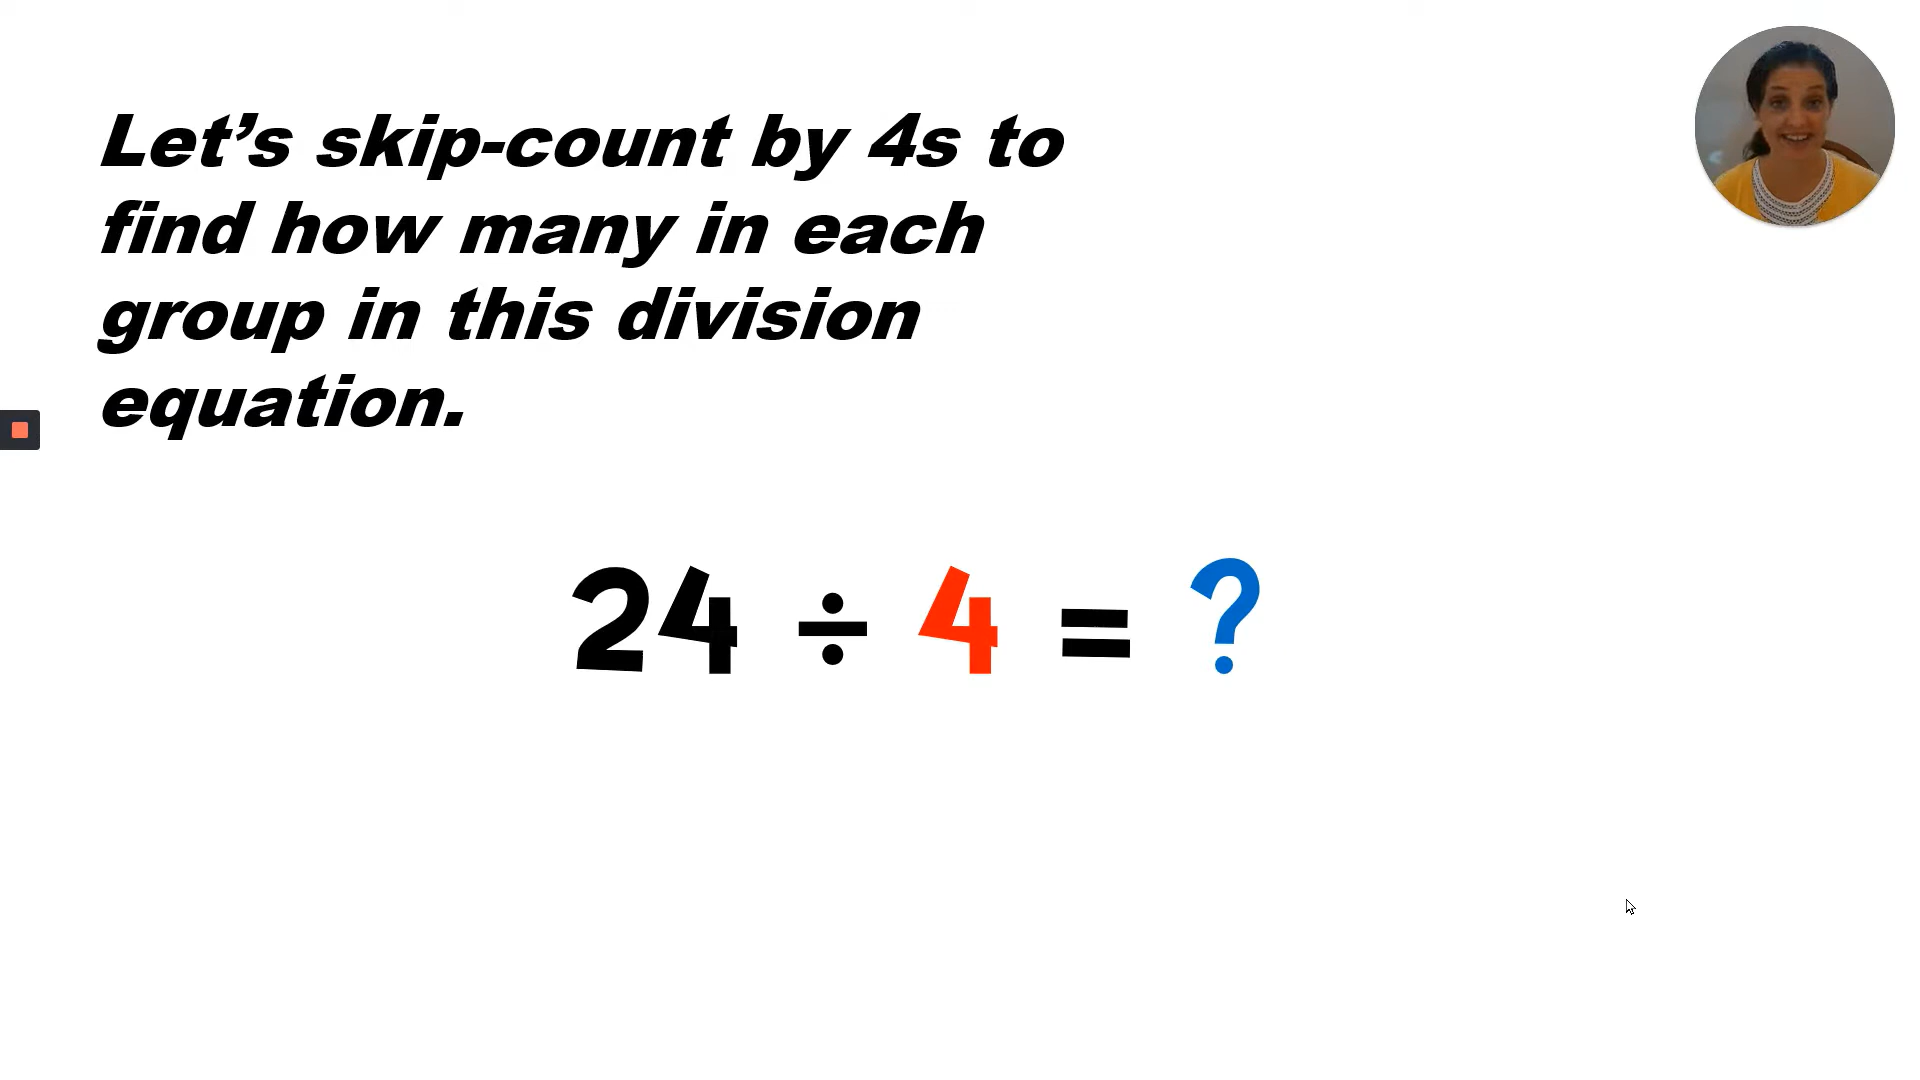 Let’s skip-count by 4s to
find how many in each
group in this division
equation.
24 ÷ 4 = ?